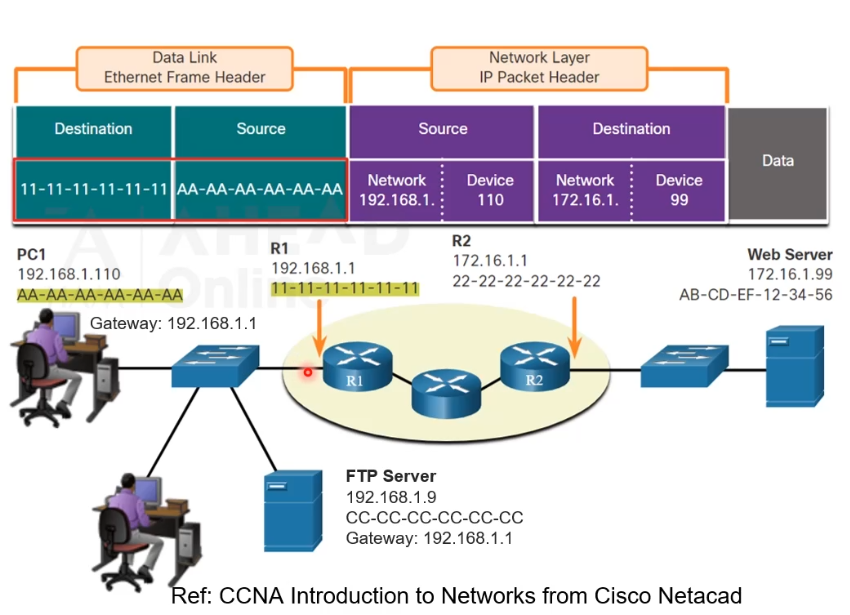 Data Link
Ethernet Frame Header
Network Layer
IP Packet Header
Destination
Source
Source
Destination
Data
11-11-11-11-11-11
AA-AA-AA-AA-AA-AA
Network
192.168.1.
Device
110
Network
172.16.1.
Device
99
AHEAD
Online
PC1
192.168.1.110
AA-AA-AA-AA-AA-AA
Gateway: 192.168.1.1
R1
192.168.1.1
11-11-11-11-11-11
R2
172.16.1.1
22-22-22-22-22-22
Web Server
172.16.1.99
AB-CD-EF-12-34-56
R1
R2
FTP Server
192.168.1.9
CC-CC-CC-CC-CC-CC
Gateway: 192.168.1.1
Ref: CCNA Introduction to Networks from Cisco Netacad